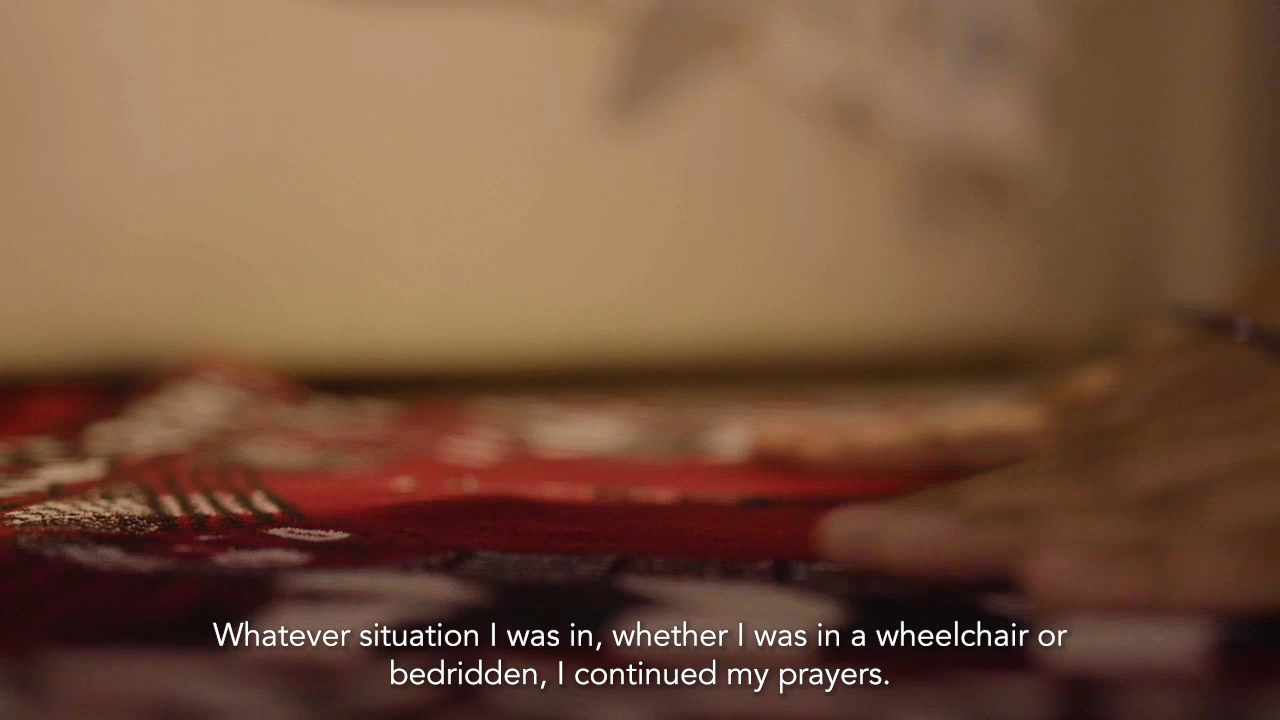 Whatever situation I was in, whether I was in a wheelchair or
bedridden, I continued my prayers.